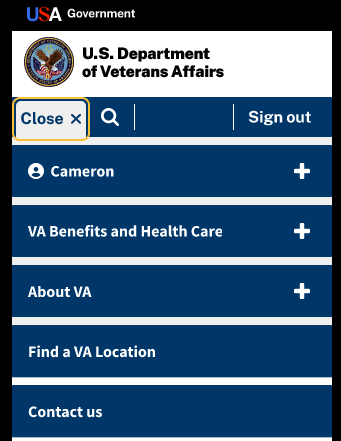 USA Government
U.S. Department
of Veterans Affairs
Close ×
Sign out
Cameron
VA Benefits and Health Care
About VA
Find a VA Location
Contact us